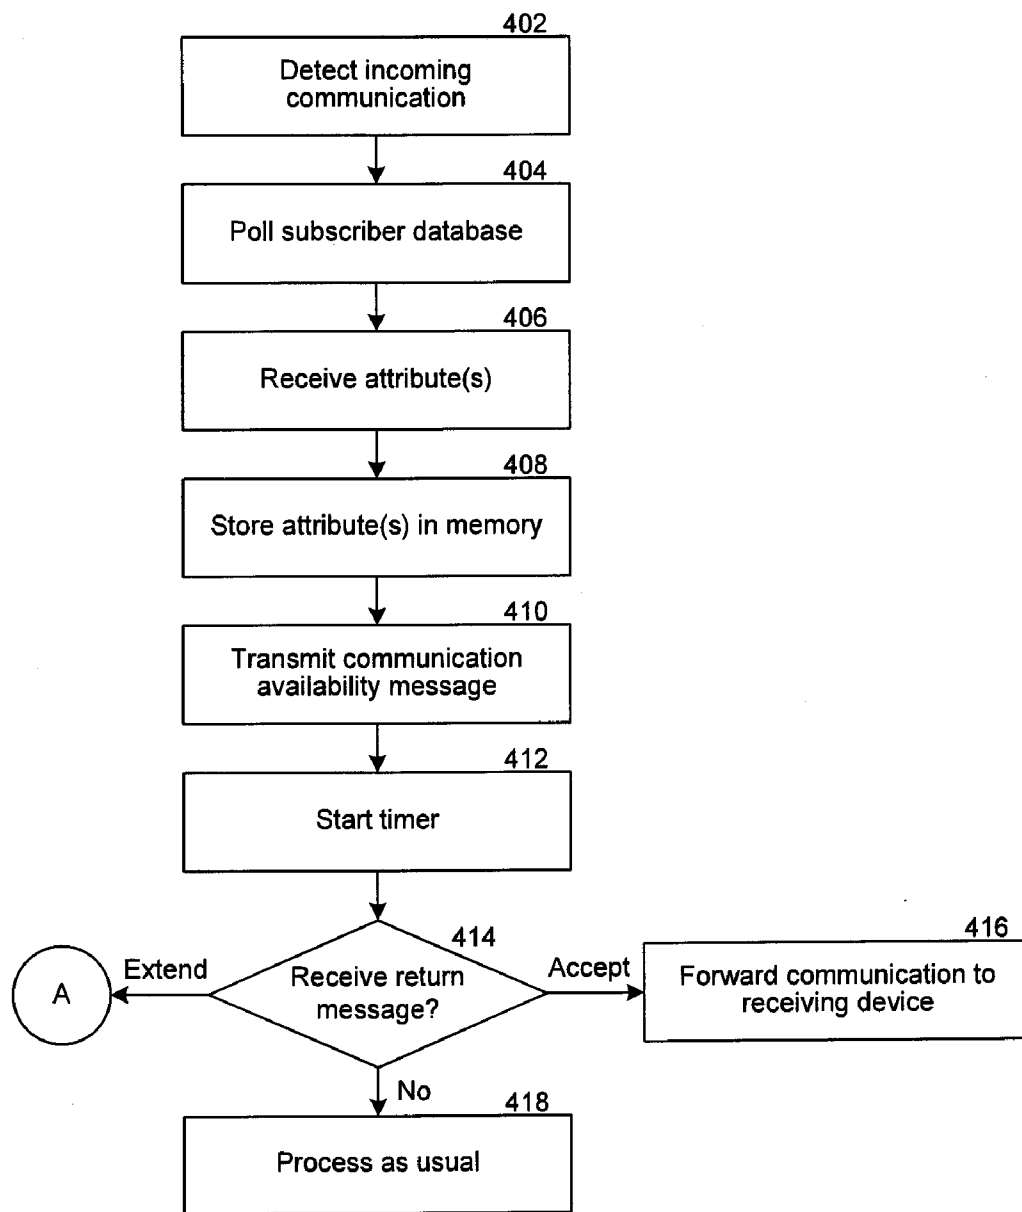 402
Detect incoming
communication
404
Poll subscriber database
406
Receive attribute(s)
408
Store attribute(s) in memory
410
Transmit communication
availability message
412
Start timer
414
Receive return
message?
Extend
A
Accept
416
Forward communication to
receiving device
No
418
Process as usual